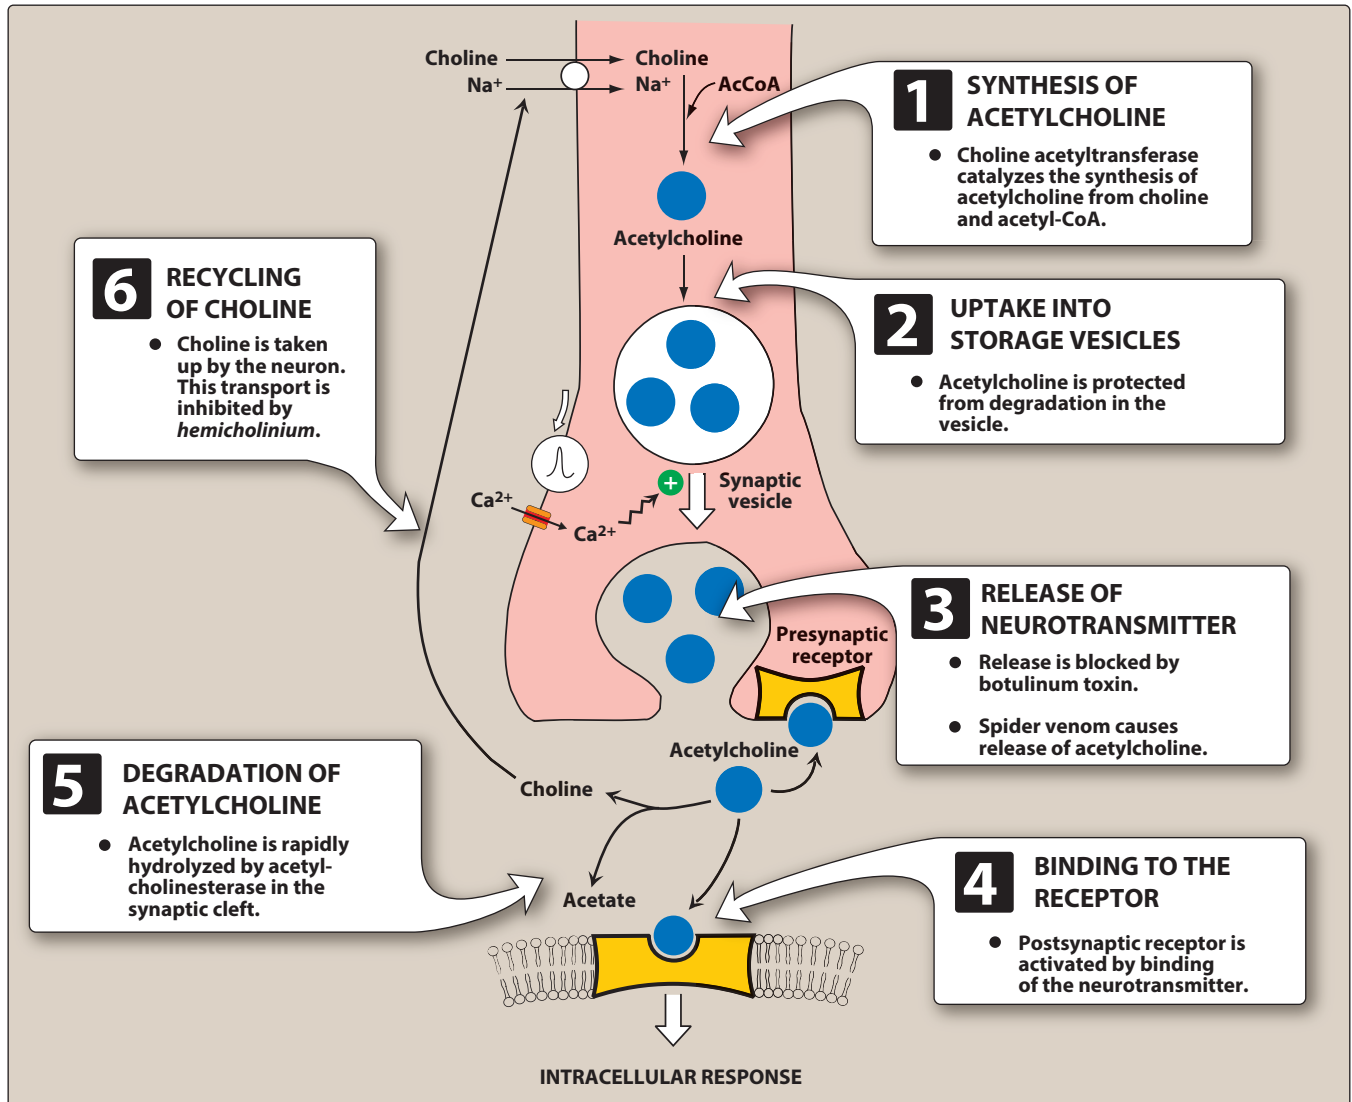 Choline
Na+
Choline
Na+
AcCoA
1
SYNTHESIS OF
ACETYLCHOLINE
● Choline acetyltransferase
catalyzes the synthesis of
acetylcholine from choline
and acetyl-CoA.
Acetylcholine
2
UPTAKE INTO
STORAGE VESICLES
● Acetylcholine is protected
from degradation in the
vesicle.
6
RECYCLING
OF CHOLINE
● Choline is taken
up by the neuron.
This transport is
inhibited by
hemicholinium.
+
Synaptic
vesicle
Ca2+
Ca2+
3
RELEASE OF
NEUROTRANSMITTER
● Release is blocked by
botulinum toxin.
● Spider venom causes
release of acetylcholine.
Presynaptic
receptor
Acetylcholine
Choline
Acetate
5
DEGRADATION OF
ACETYLCHOLINE
● Acetylcholine is rapidly
hydrolyzed by acetyl-
cholinesterase in the
synaptic cleft.
4
BINDING TO THE
RECEPTOR
● Postsynaptic receptor is
activated by binding
of the neurotransmitter.
INTRACELLULAR RESPONSE